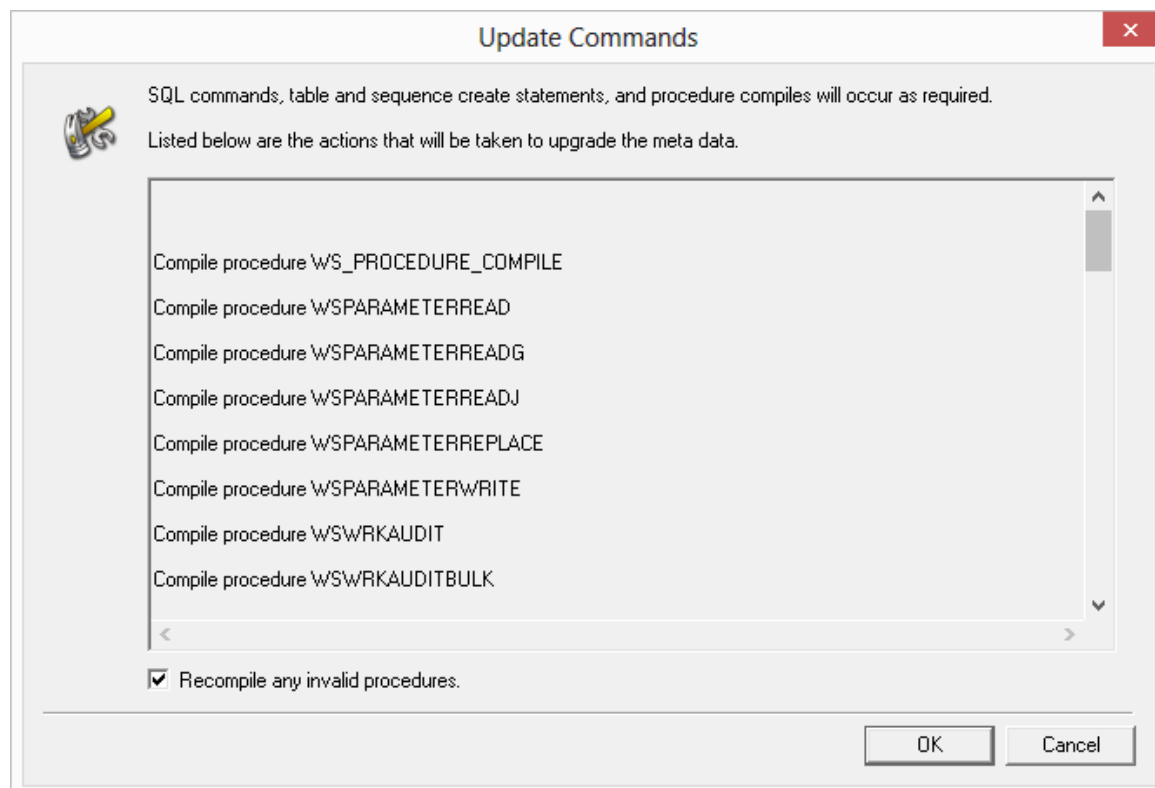 Update Commands
SQL commands, table and sequence create statements, and procedure compiles will occur as required.
Listed below are the actions that will be taken to upgrade the meta data.
Compile procedure WS_PROCEDURE_COMPILE
Compile procedure WSPARAMETERREAD
Compile procedure WSPARAMETERREADG
Compile procedure WSPARAMETERREADJ
Compile procedure WSPARAMETERREPLACE
Compile procedure WSPARAMETERWRITE
Compile procedure WSWRKAUDIT
Compile procedure WSWRKAUDITBULK
Recompile any invalid procedures.
OK
Cancel